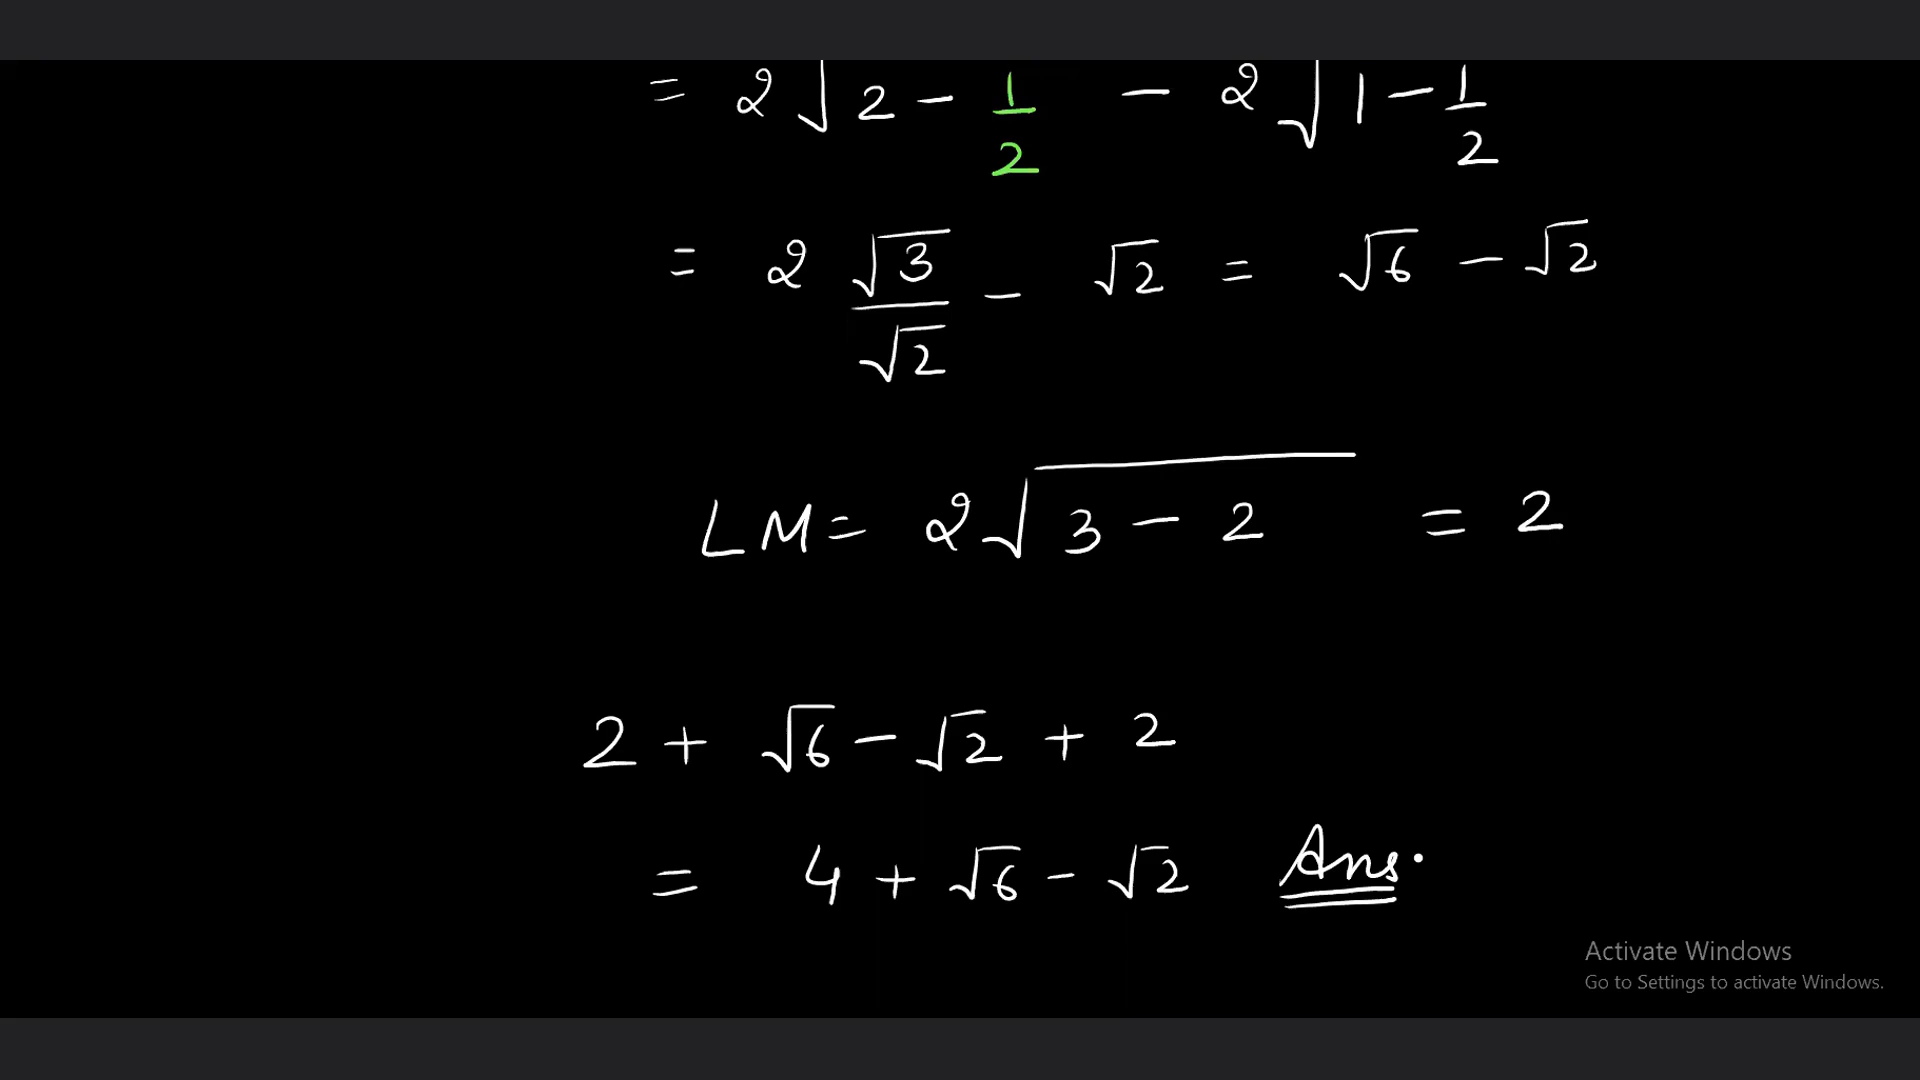 = 2√2 - 1/2 - 2√1 - 1/2
= 2 √3/√2 - √2 = √6 - √2
LM = 2√3 - 2 = 2
2 + √6 - √2 + 2
= 4 + √6 - √2 Ans.
Activate Windows
Go to Settings to activate Windows.